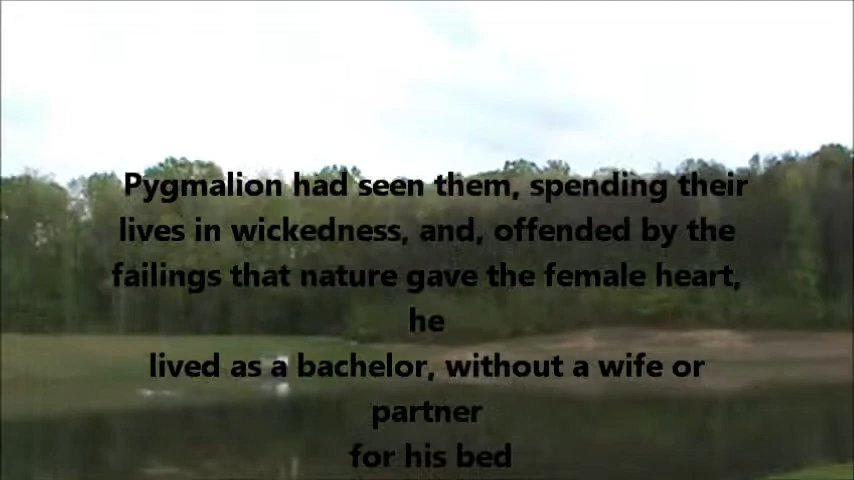 Pygmalion had seen them, spending their
lives in wickedness, and, offended by the
failings that nature gave the female heart,
he
lived as a bachelor, without a wife or
partner
for his bed